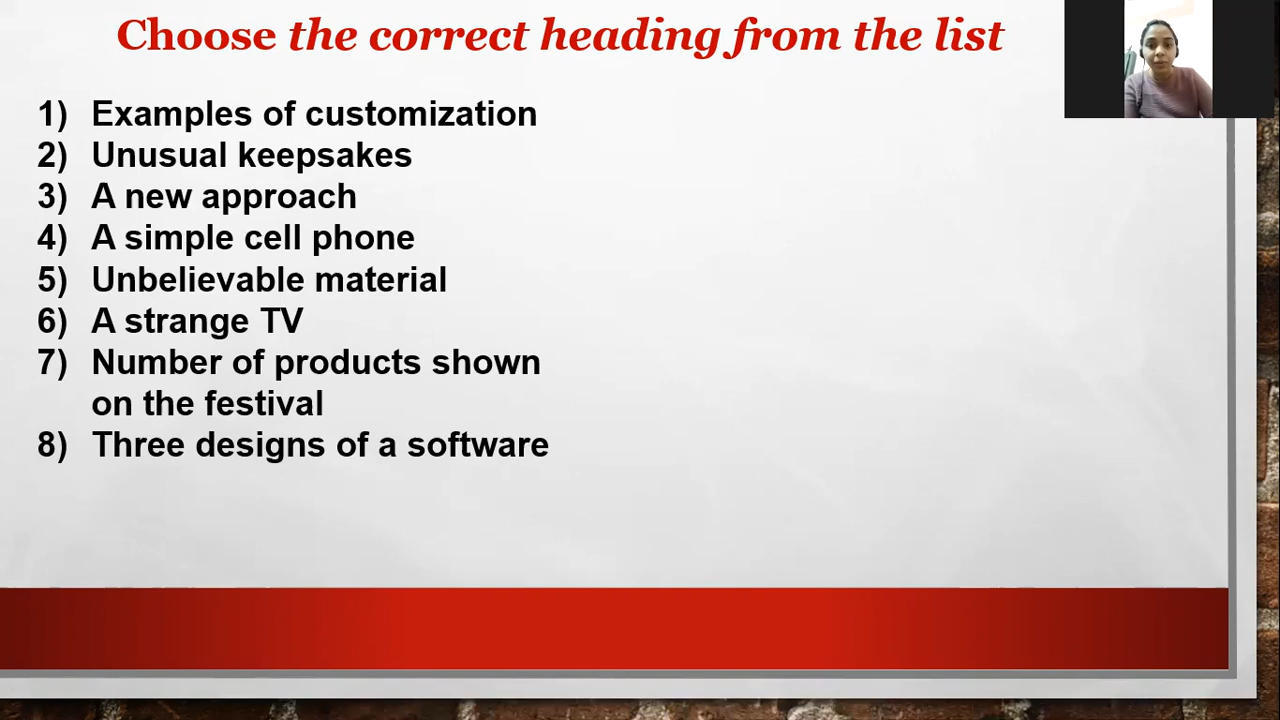 Choose the correct heading from the list
1) Examples of customization
2) Unusual keepsakes
3) A new approach
4) A simple cell phone
5) Unbelievable material
6) A strange TV
7) Number of products shown
on the festival
8) Three designs of a software